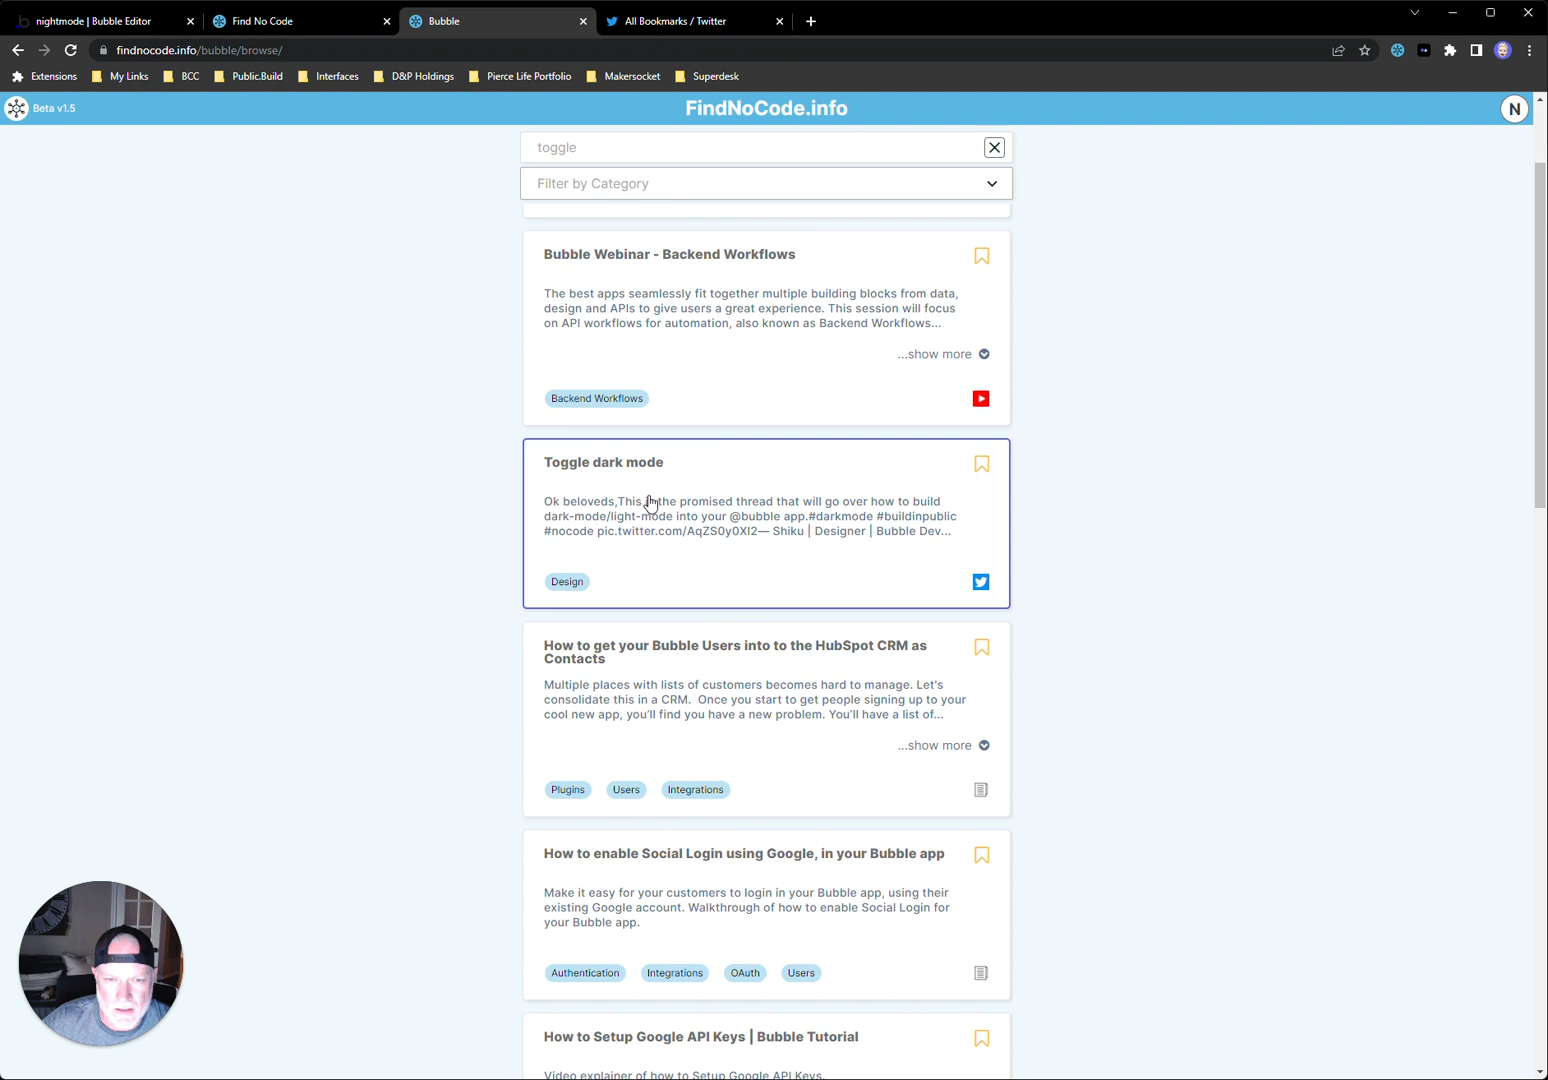 nightmode | Bubble Editor
Find No Code
Bubble
All Bookmarks / Twitter
findnocode.info/bubble/browse/
Extensions
My Links
BCC
Public.Build
Interfaces
D&P Holdings
Pierce Life Portfolio
Makersocket
Superdesk
Beta v1.5
FindNoCode.info
N
toggle
Filter by Category
Bubble Webinar - Backend Workflows
The best apps seamlessly fit together multiple building blocks from data,
design and APIs to give users a great experience. This session will focus
on API workflows for automation, also known as Backend Workflows...
...show more
Backend Workflows
Toggle dark mode
Ok beloveds,This the promised thread that will go over how to build
dark-mode/light-mode into your @bubble app.#darkmode #buildinpublic
#nocode pic.twitter.com/AqZS0y0XI2— Shiku | Designer | Bubble Dev...
Design
How to get your Bubble Users into to the HubSpot CRM as
Contacts
Multiple places with lists of customers becomes hard to manage. Let's
consolidate this in a CRM. Once you start to get people signing up to your
cool new app, you'll find you have a new problem. You'll have a list of...
...show more
Plugins
Users
Integrations
How to enable Social Login using Google, in your Bubble app
Make it easy for your customers to login in your Bubble app, using their
existing Google account. Walkthrough of how to enable Social Login for
your Bubble app.
Authentication
Integrations
OAuth
Users
How to Setup Google API Keys | Bubble Tutorial
Video explainer of how to Setup Google API Keys.